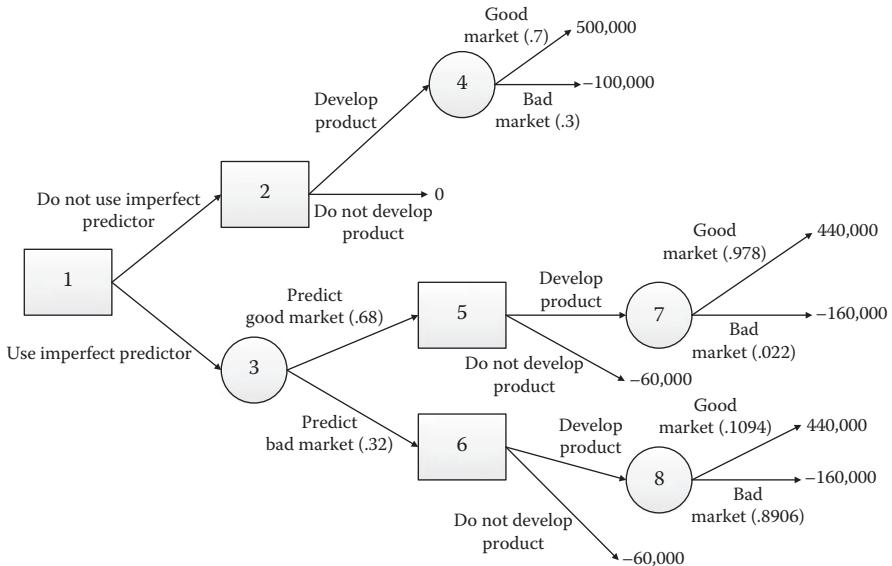 Good
market (.7)
500,000
4
−100,000
Bad
market (.3)
Develop
product
Do not use imperfect
predictor
2
0
Do not develop
product
1
Use imperfect predictor
3
Predict
good market (.68)
5
Develop
product
7
Good
market (.978)
440,000
−160,000
Bad
market (.022)
Do not develop
product
−60,000
Predict
bad market (.32)
6
Develop
product
8
Good
market (.1094)
440,000
−160,000
Bad
market (.8906)
Do not develop
product
−60,000